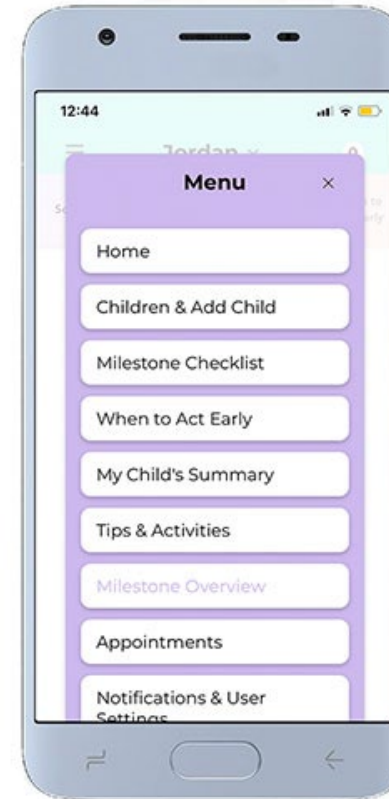 12:44
Jordan
Menu ×
Home
Children & Add Child
Milestone Checklist
When to Act Early
My Child's Summary
Tips & Activities
Milestone Overview
Appointments
Notifications & User
Settings